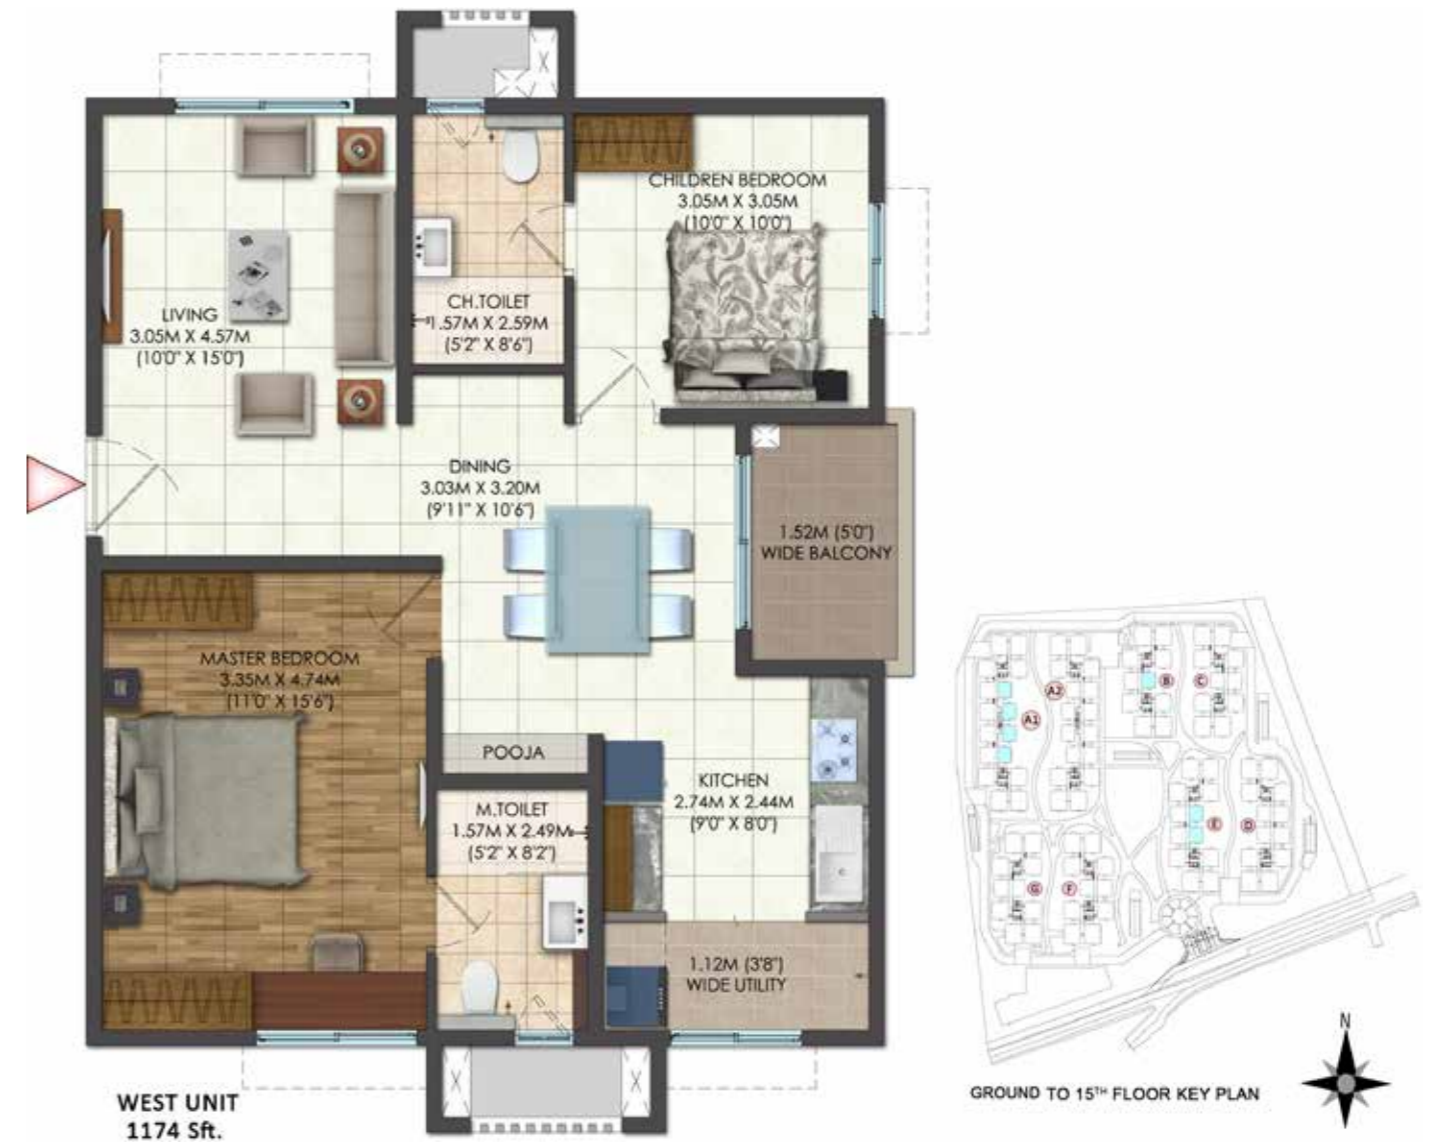 CHILDREN BEDROOM
3.05M X 3.05M
(10'0" X 10'0")
CH.TOILET
1.57M X 2.59M
(5'2" X 8'6")
LIVING
3.05M X 4.57M
(10'0" X 15'0")
DINING
3.03M X 3.20M
(9'11" X 10'6")
1.52M (5'0")
WIDE BALCONY
MASTER BEDROOM
3.35M X 4.74M
(11'0" X 15'6")
POOJA
KITCHEN
2.74M X 2.44M
(9'0" X 8'0")
M.TOILET
1.57M X 2.49M
(5'2" X 8'2")
1.12M (3'8")
WIDE UTILITY
WEST UNIT
1174 Sft.
A2
B
C
A1
E
D
G
F
N
GROUND TO 15TH FLOOR KEY PLAN